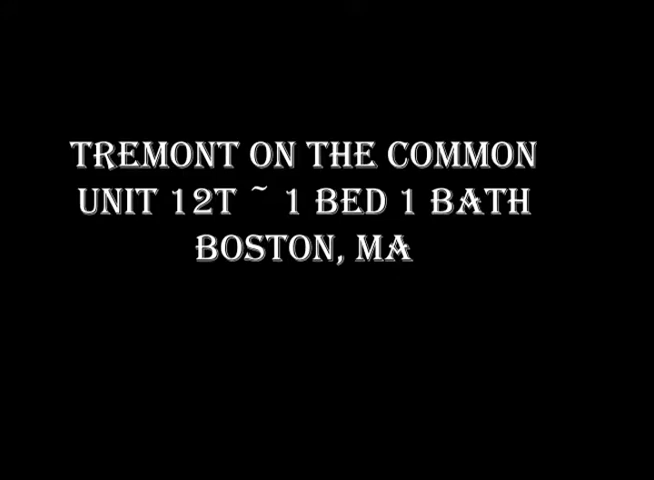 TREMONT ON THE COMMON
UNIT 12T ~ 1 BED 1 BATH
BOSTON, MA